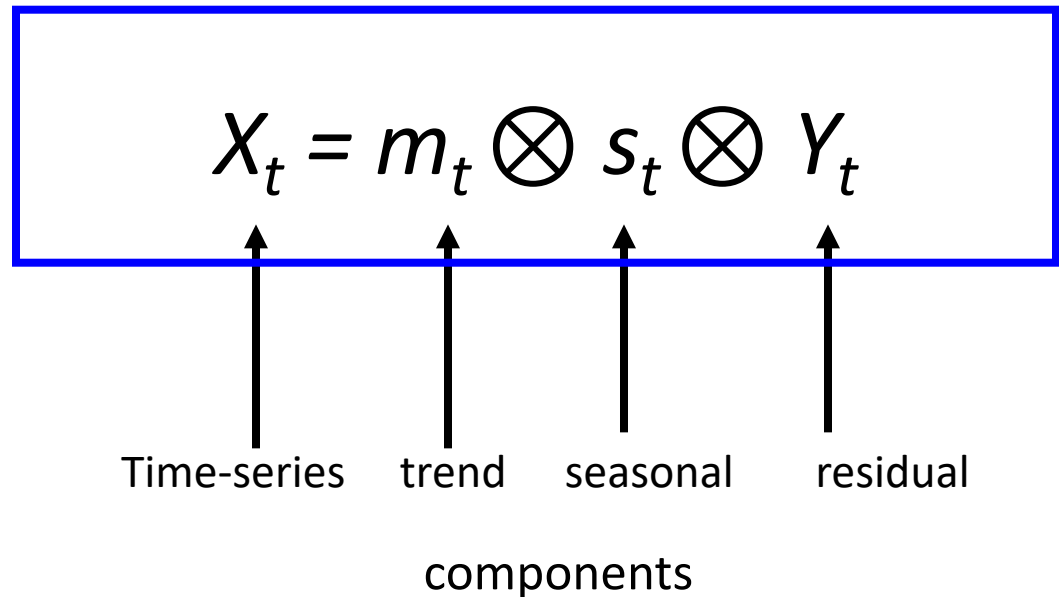 Xₜ = mₜ ⊗ sₜ ⊗ Yₜ
Time-series trend seasonal residual
components